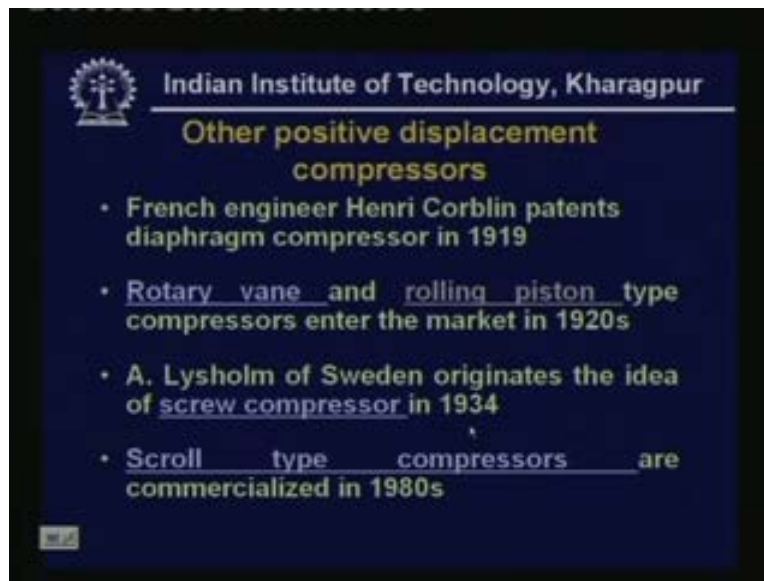 Indian Institute of Technology, Kharagpur
Other positive displacement
compressors
• French engineer Henri Corblin patents
diaphragm compressor in 1919
• Rotary vane and rolling piston type
compressors enter the market in 1920s
• A. Lysholm of Sweden originates the idea
of screw compressor in 1934
• Scroll type compressors are
commercialized in 1980s